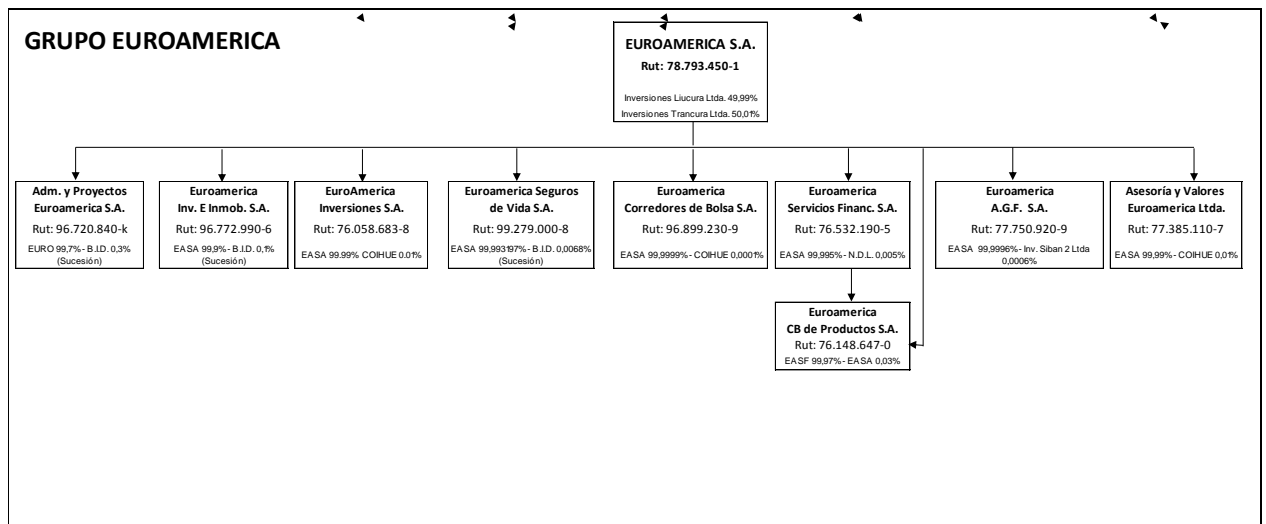 GRUPO EUROAMERICA
EUROAMERICA S.A.
Rut: 78.793.450-1
Inversiones Liucura Ltda. 49,99%
Inversiones Trancura Ltda. 50,01%
Adm. y Proyectos
Euroamerica S.A.
Rut: 96.720.840-k
EURO 99,7% - B.I.D. 0,3%
(Sucesión)
Euroamerica
Inv. E Inmob. S.A.
Rut: 96.772.990-6
EASA 99,9% - B.I.D. 0,1%
(Sucesión)
EuroAmerica
Inversiones S.A.
Rut: 76.058.683-8
EASA 99.99% COIHUE 0.01%
Euroamerica Seguros
de Vida S.A.
Rut: 99.279.000-8
EASA 99,993197% - B.I.D. 0,0068%
(Sucesión)
Euroamerica
Corredores de Bolsa S.A.
Rut: 96.899.230-9
EASA 99,9999% - COIHUE 0,0001%
Euroamerica
Servicios Financ. S.A.
Rut: 76.532.190-5
EASA 99,995% - N.D.L. 0,005%
Euroamerica
A.G.F. S.A.
Rut: 77.750.920-9
EASA 99,9996% - Inv. Siban 2 Ltda
0,0006%
Asesoría y Valores
Euroamerica Ltda.
Rut: 77.385.110-7
EASA 99,99% - COIHUE 0,01%
Euroamerica
CB de Productos S.A.
Rut: 76.148.647-0
EASF 99,97% - EASA 0,03%